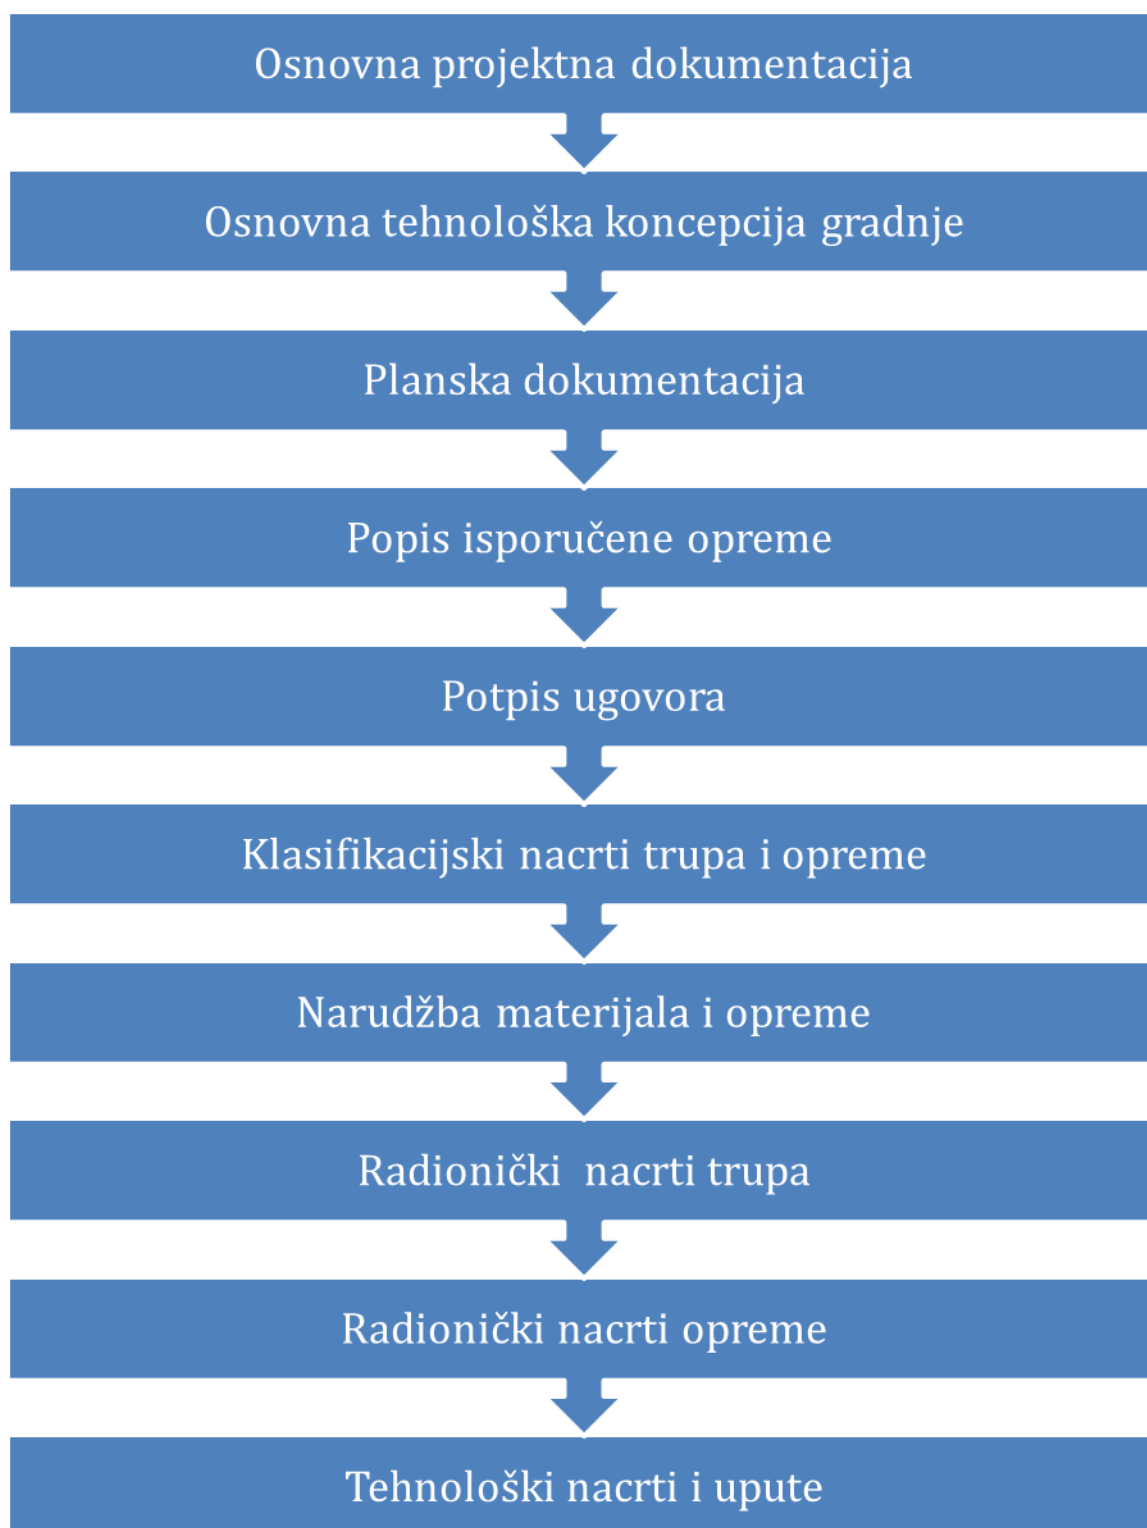 Osnovna projektna dokumentacija
Osnovna tehnološka koncepcija gradnje
Planska dokumentacija
Popis isporučene opreme
Potpis ugovora
Klasifikacijski nacrti trupa i opreme
Narudžba materijala i opreme
Radionički  nacrti trupa
Radionički nacrti opreme
Tehnološki nacrti i upute